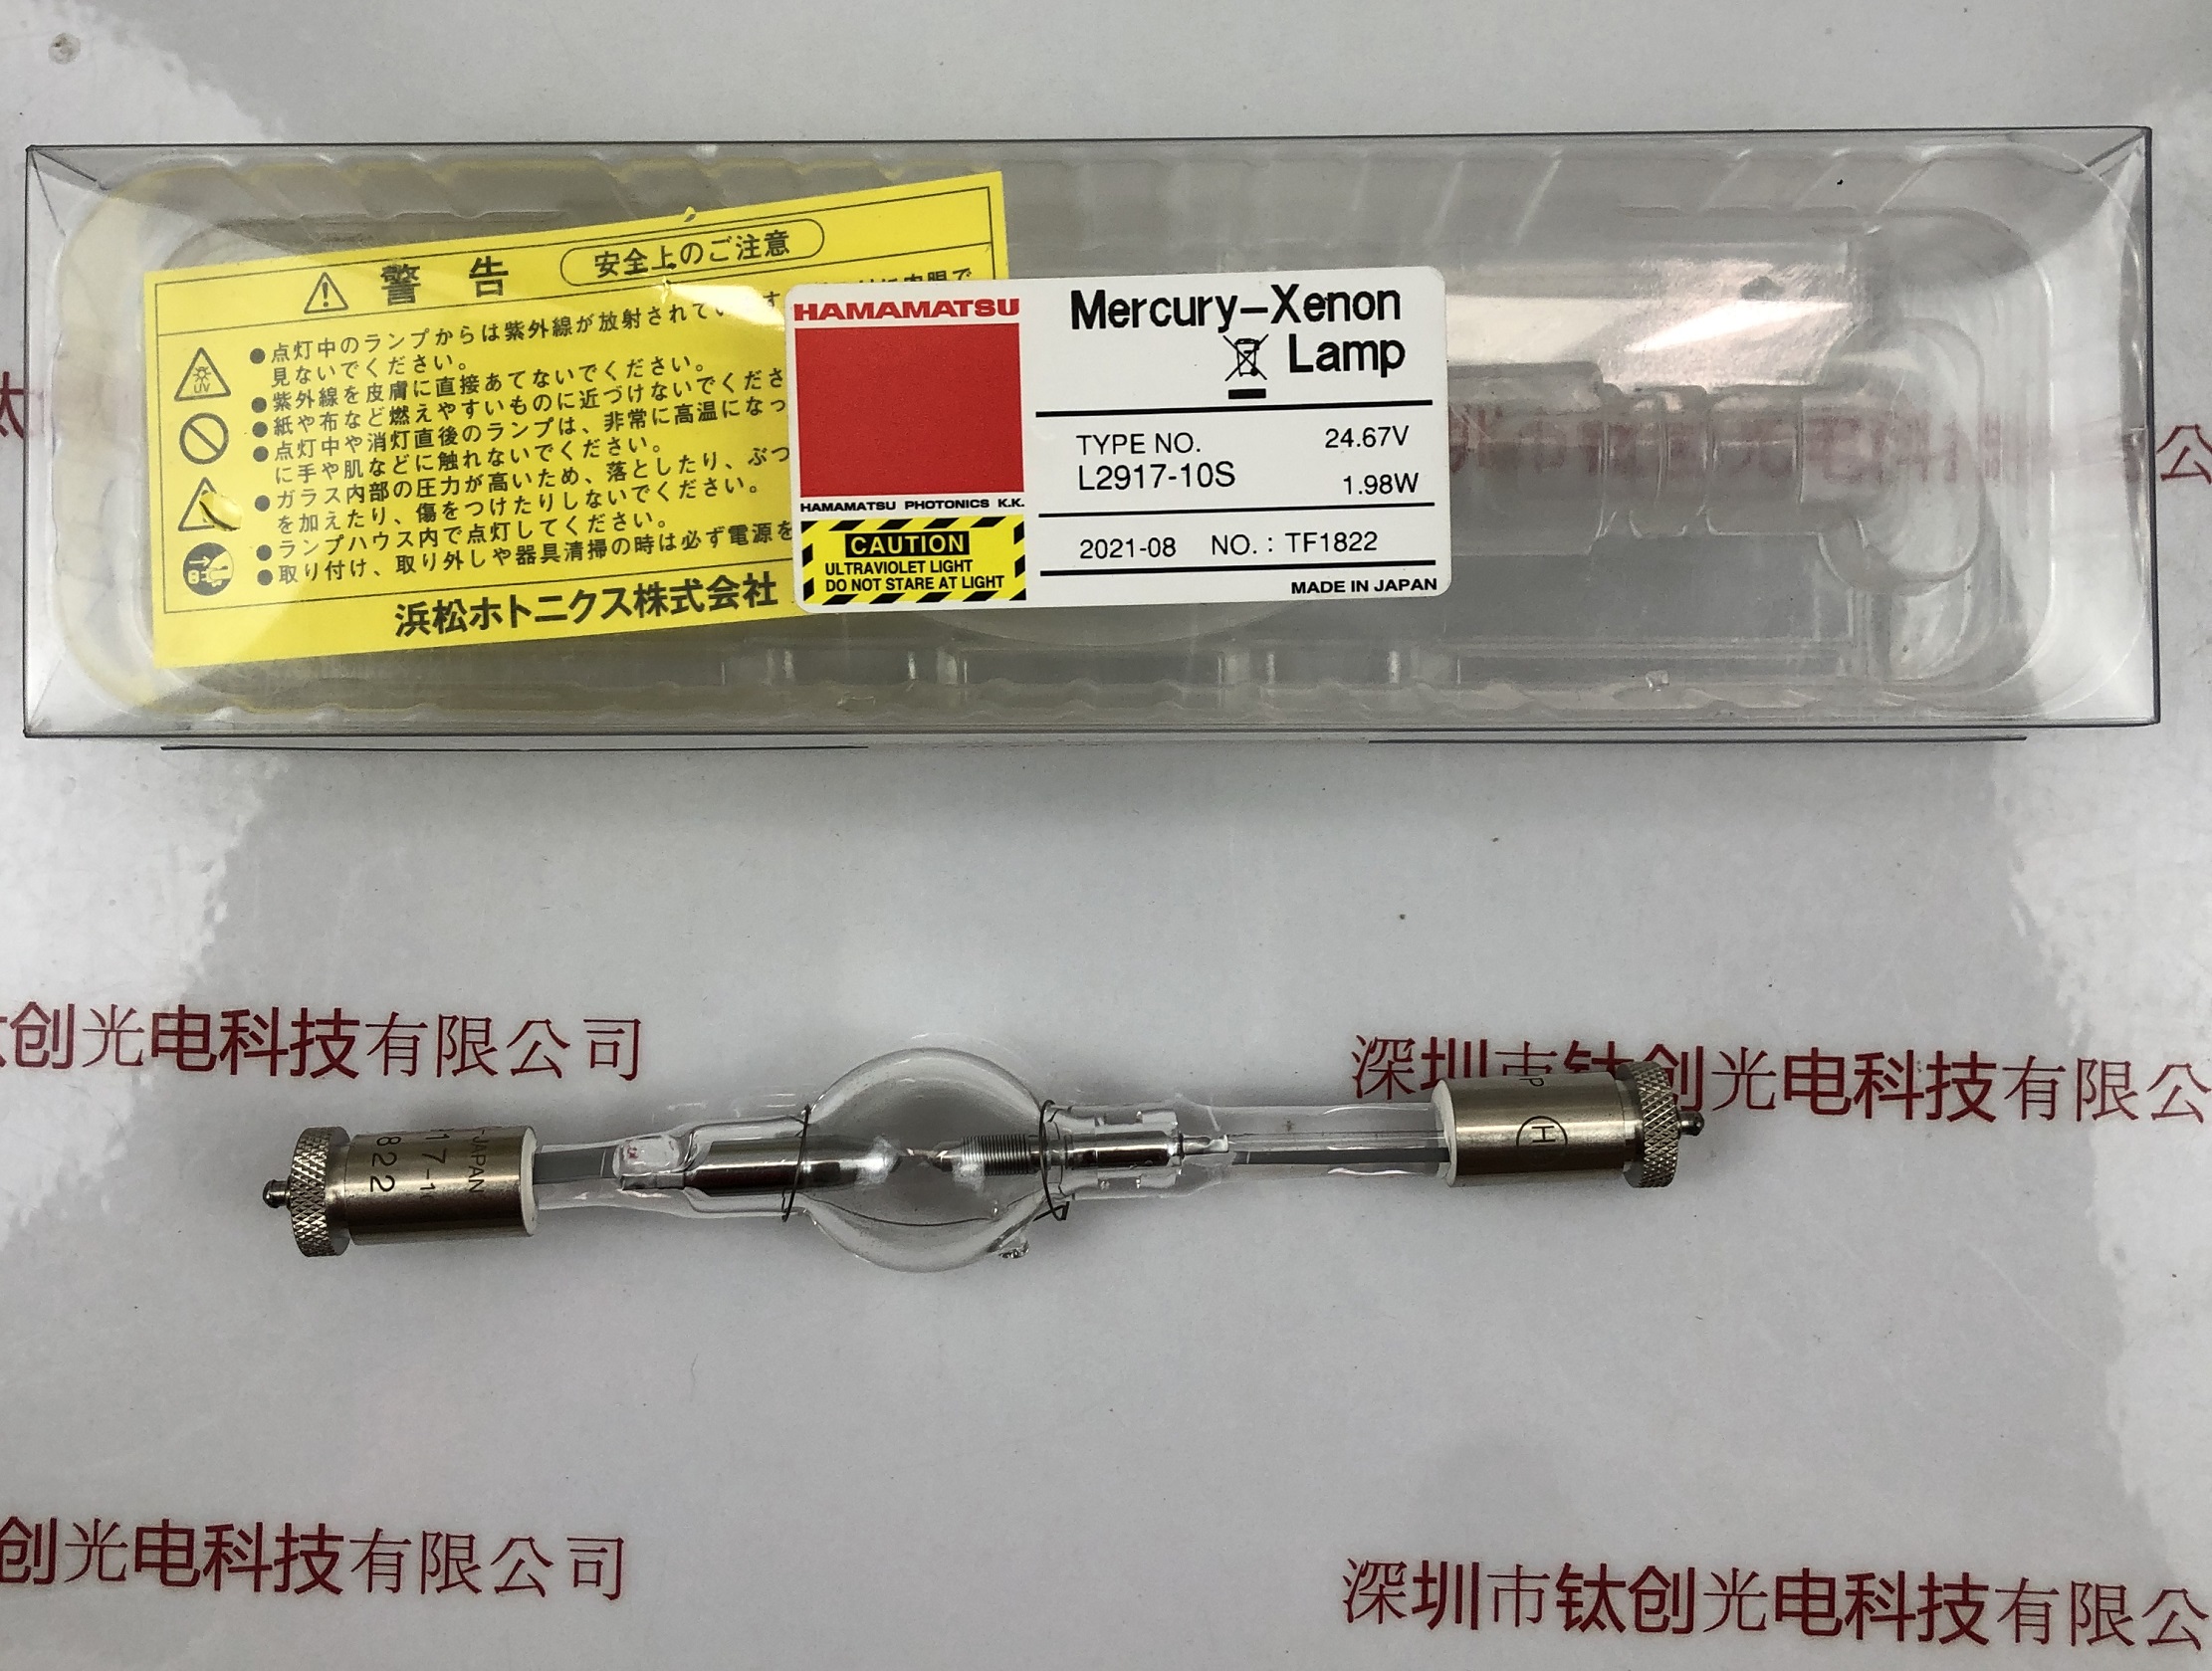 警告
安全上のご注意
●点灯中のランプからは紫外線が放射されてい
見ないでください。
●紫外線を皮膚に直接あてないでください。
●紙や布など燃えやすいものに近づけないでくださ
●点灯中や消灯直後のランプは、非常に高温になっ
に手や肌などに触れないでください。
●ガラス内部の圧力が高いため、落としたり、ぶつ
を加えたり、傷をつけたりしないでください。
●ランプハウス内で点灯してください。
●取り付け、取り外しや器具清掃の時は必ず電源を
浜松ホトニクス株式会社
UV
HAMAMATSU
HAMAMATSU PHOTONICS K.K.
CAUTION
ULTRAVIOLET LIGHT
DO NOT STARE AT LIGHT
Mercury-Xenon
Lamp
TYPE NO.
24.67V
L2917-10S
1.98W
2021-08 NO.: TF1822
MADE IN JAPAN
钛
公
创光电科技有限公司
深圳市钛创光电科技有限公
-JAPAN
17-1
822
P
H
创光电科技有限公司
深圳市钛创光电科技有限公